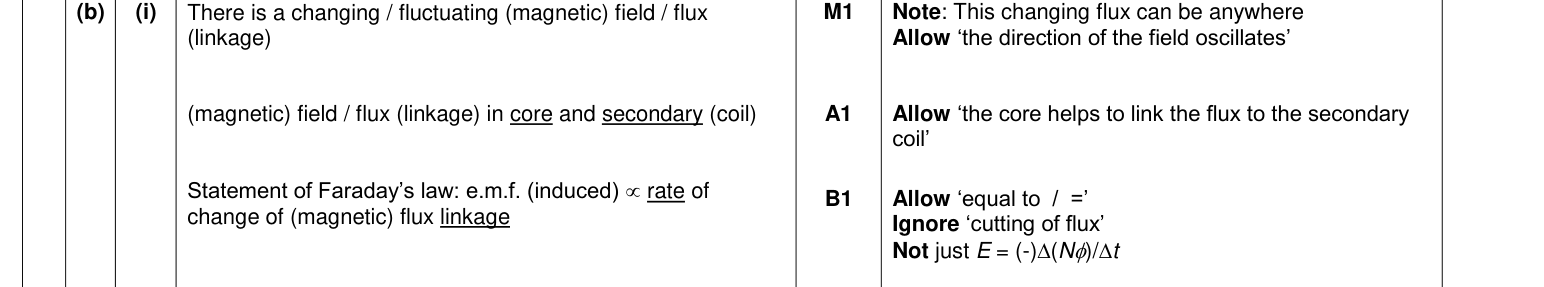 (b) (i) There is a changing / fluctuating (magnetic) field / flux M1 Note: This changing flux can be anywhere
(linkage) Allow ‘the direction of the field oscillates’
(magnetic) field / flux (linkage) in core and secondary (coil) A1 Allow ‘the core helps to link the flux to the secondary
coil’
Statement of Faraday’s law: e.m.f. (induced) ∝ rate of
change of (magnetic) flux linkage
B1 Allow ‘equal to / =’
Ignore ‘cutting of flux’
Not just E = (-)Δ(Nϕ)/Δt